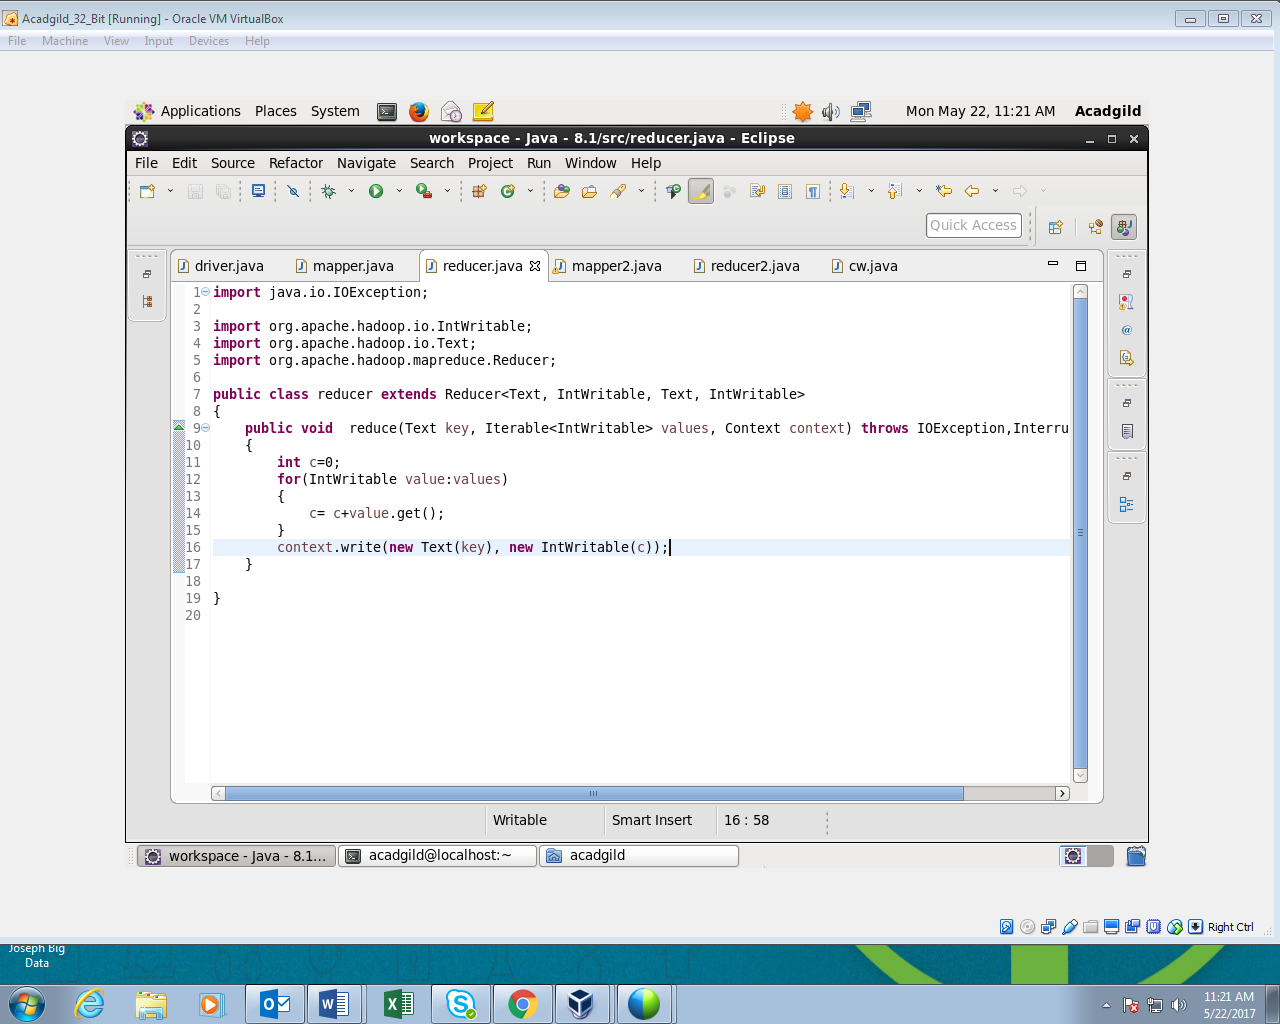 Acadgild_32_Bit [Running] - Oracle VM VirtualBox
File Machine View Input Devices Help
Applications Places System Mon May 22, 11:21 AM Acadgild
workspace - Java - 8.1/src/reducer.java - Eclipse
File Edit Source Refactor Navigate Search Project Run Window Help
Quick Access
driver.java mapper.java reducer.java mapper2.java reducer2.java cw.java
1 import java.io.IOException;
2
3 import org.apache.hadoop.io.IntWritable;
4 import org.apache.hadoop.io.Text;
5 import org.apache.hadoop.mapreduce.Reducer;
6
7 public class reducer extends Reducer<Text, IntWritable, Text, IntWritable>
8 {
9 public void  reduce(Text key, Iterable<IntWritable> values, Context context) throws IOException,Interru
10 {
11 int c=0;
12 for(IntWritable value:values)
13 {
14 c= c+value.get();
15 }
16 context.write(new Text(key), new IntWritable(c));
17 }
18
19 }
20
Writable Smart Insert 16 : 58
workspace - Java - 8.1... acadgild@localhost:~ acadgild
Right Ctrl
Joseph Big
Data
11:21 AM
5/22/2017